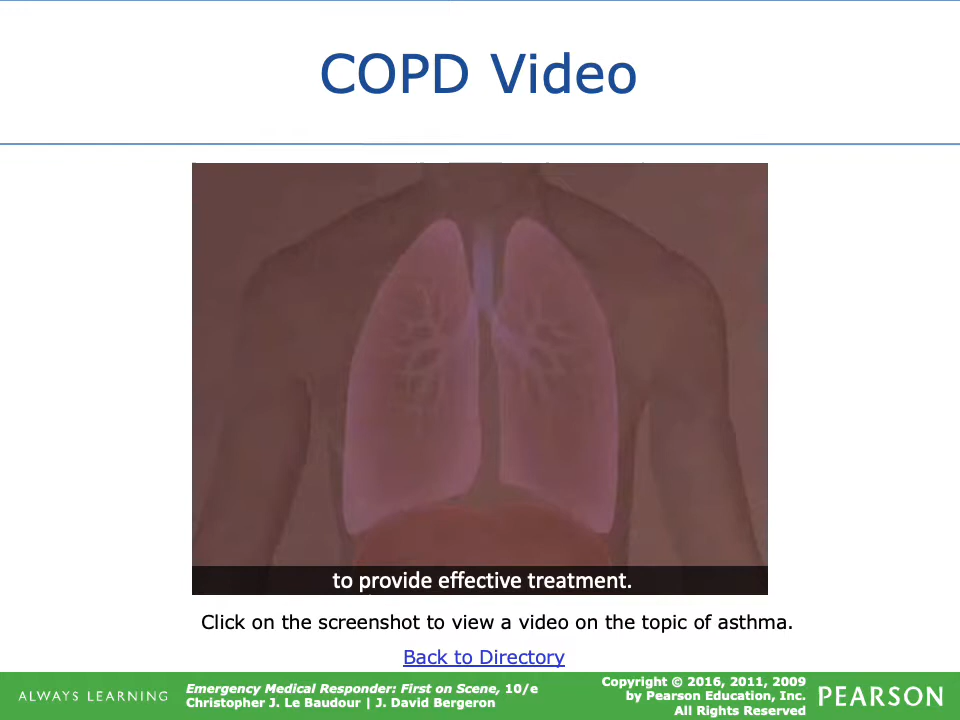 COPD Video
to provide effective treatment.
Click on the screenshot to view a video on the topic of asthma.
Back to Directory
ALWAYS LEARNING
Emergency Medical Responder: First on Scene, 10/e
Christopher J. Le Baudour | J. David Bergeron
Copyright © 2016, 2011, 2009
by Pearson Education, Inc.
All Rights Reserved
PEARSON